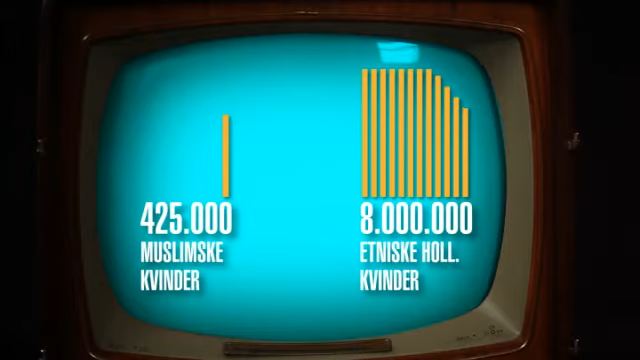 425.000
MUSLIMSKE
KVINDER
8.000.000
ETNISKE HOLL.
KVINDER